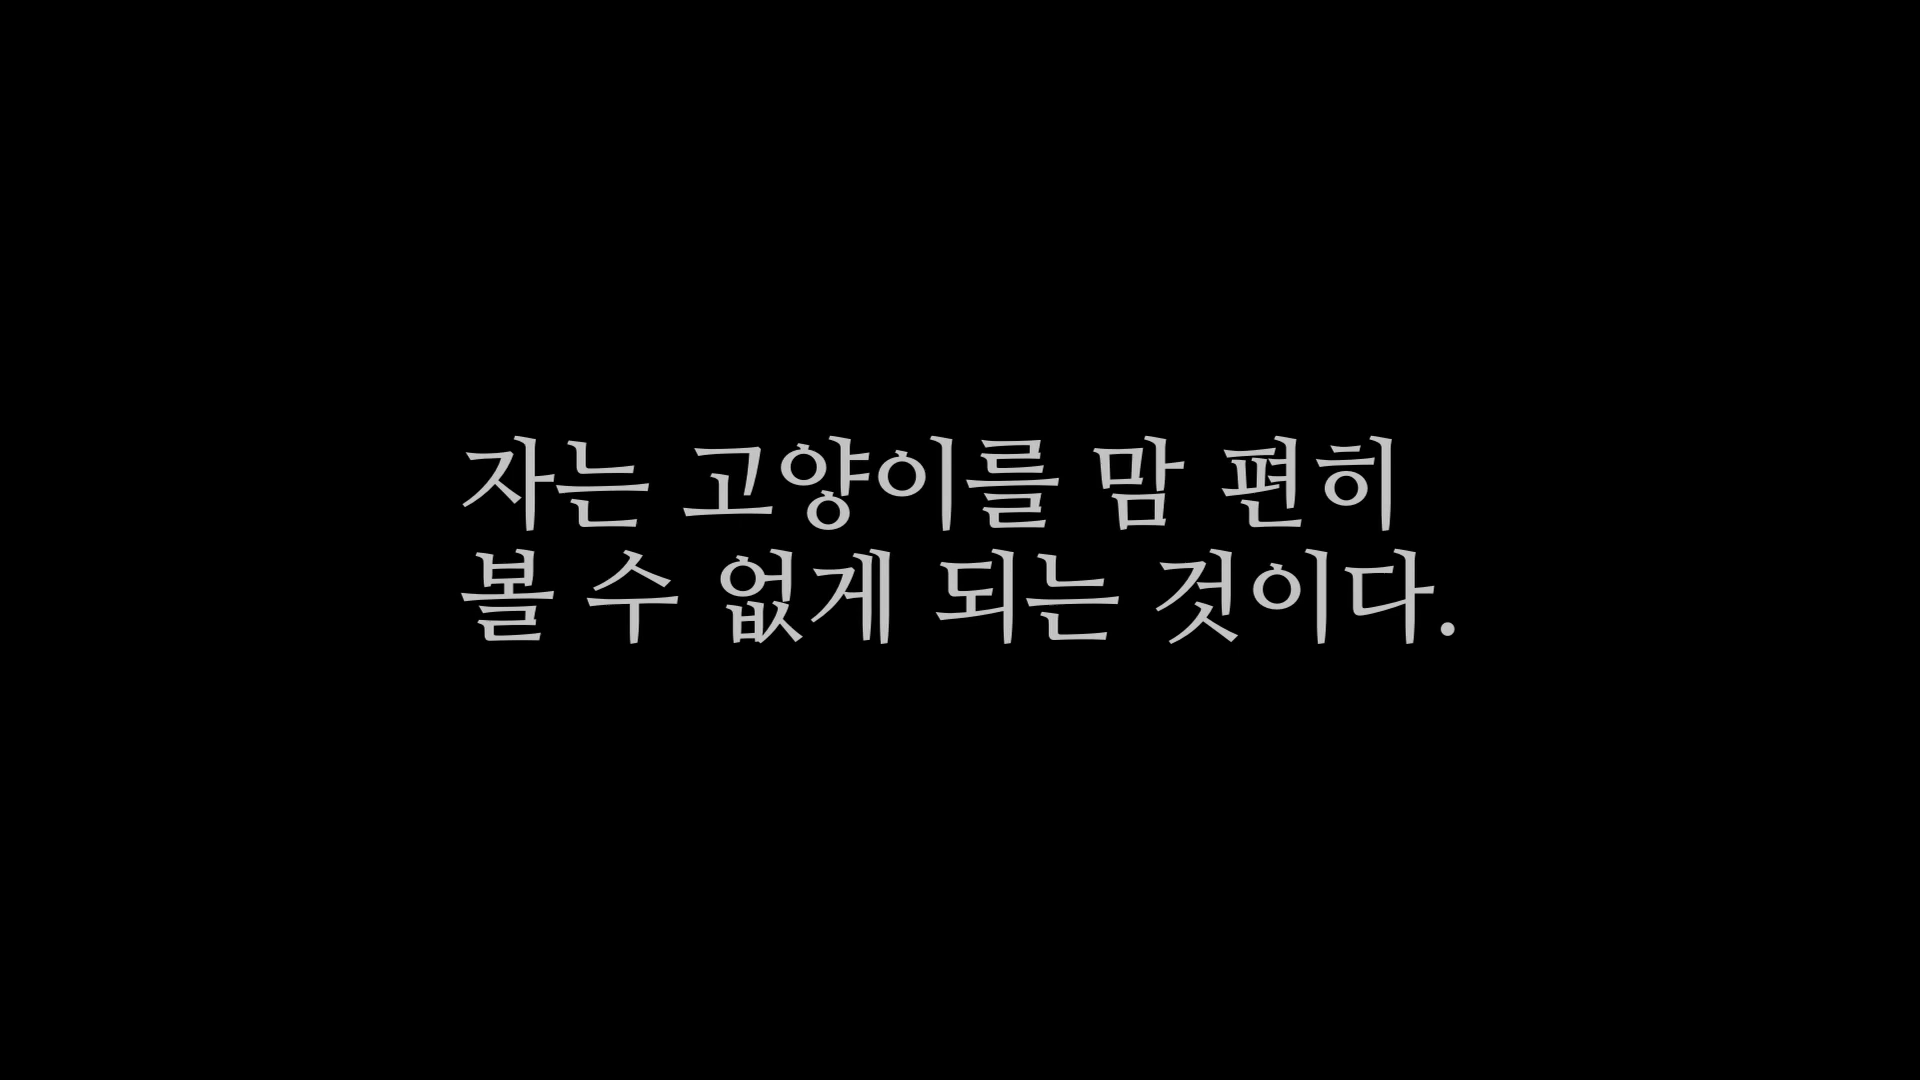 자는 고양이를 맘 편히
볼 수 없게 되는 것이다.